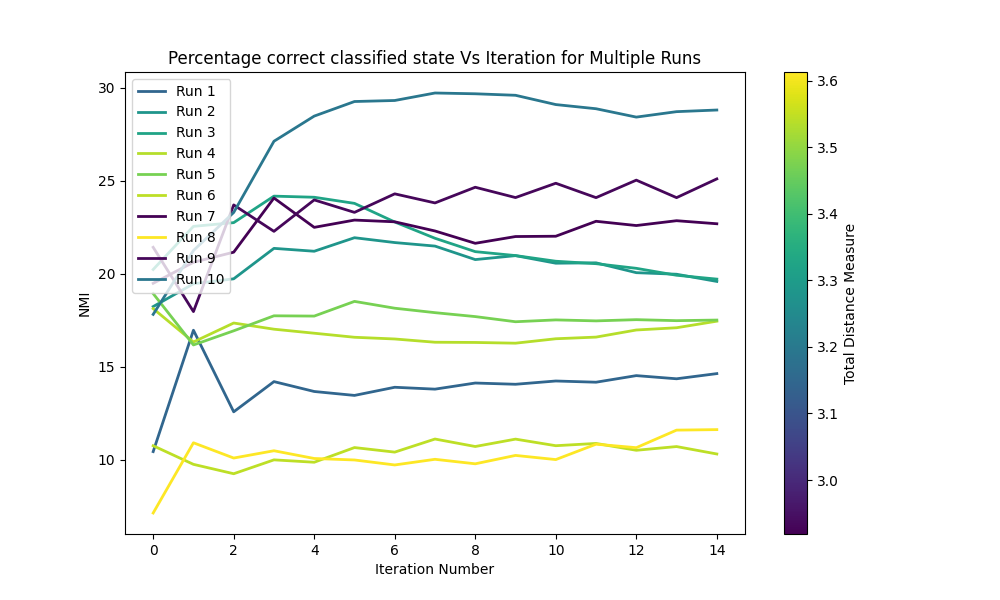 Percentage correct classified state Vs Iteration for Multiple Runs
NMI
30
25
20
15
10
Run 1
Run 2
Run 3
Run 4
Run 5
Run 6
Run 7
Run 8
Run 9
Run 10
0 2 4 6 8 10 12 14
Iteration Number
3.6
3.5
3.4
3.3
3.2
3.1
3.0
Total Distance Measure